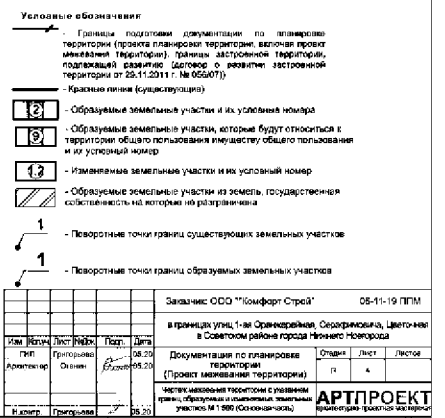 Условные обозначения
- Границы подготовки документации по планировке
территории (проекта планировки территории, включая проект
межевания территории), границы застроенной территории,
подлежащей развитию (договор о развитии застроенной
территории от 29.11.2011 г. № 056/07))
- Красные линии (существующие)
2 - Образуемые земельные участки и их условные номера
9 - Образуемые земельные участки, которые будут относиться к
территории общего пользования имуществу общего пользования
и их условный номер
- Изменяемые земельные участки и их условный номер
- Образуемые земельные участки из земель, государственная
собственность на которые не разграничена
1
- Поворотные точки границ существующих земельных участков
1
- Поворотные точки границ образуемых земельных участков
Заказчик: ООО "Комфорт Строй" 05-11-19 ППМ
в границах улиц 1-ая Оранжерейная, Серафимовича, Цветочная
в Советском районе города Нижнего Новгорода
Изм Кол.уч Лист №Док. Подп. Дата
ГИП Григорьева 05.20
Архитектор Оганин 05.20
Документация по планировке
территории
(Проект межевания территории)
Стадия Лист Листов
П 4
Чертеж межевания территории с указанием
границ образуемых и изменяемых земельных
участков М 1:500 (Основная часть)
Н.контр. Григорьева 05.20
АРТПРОЕКТ
архитектурно-проектная мастерская